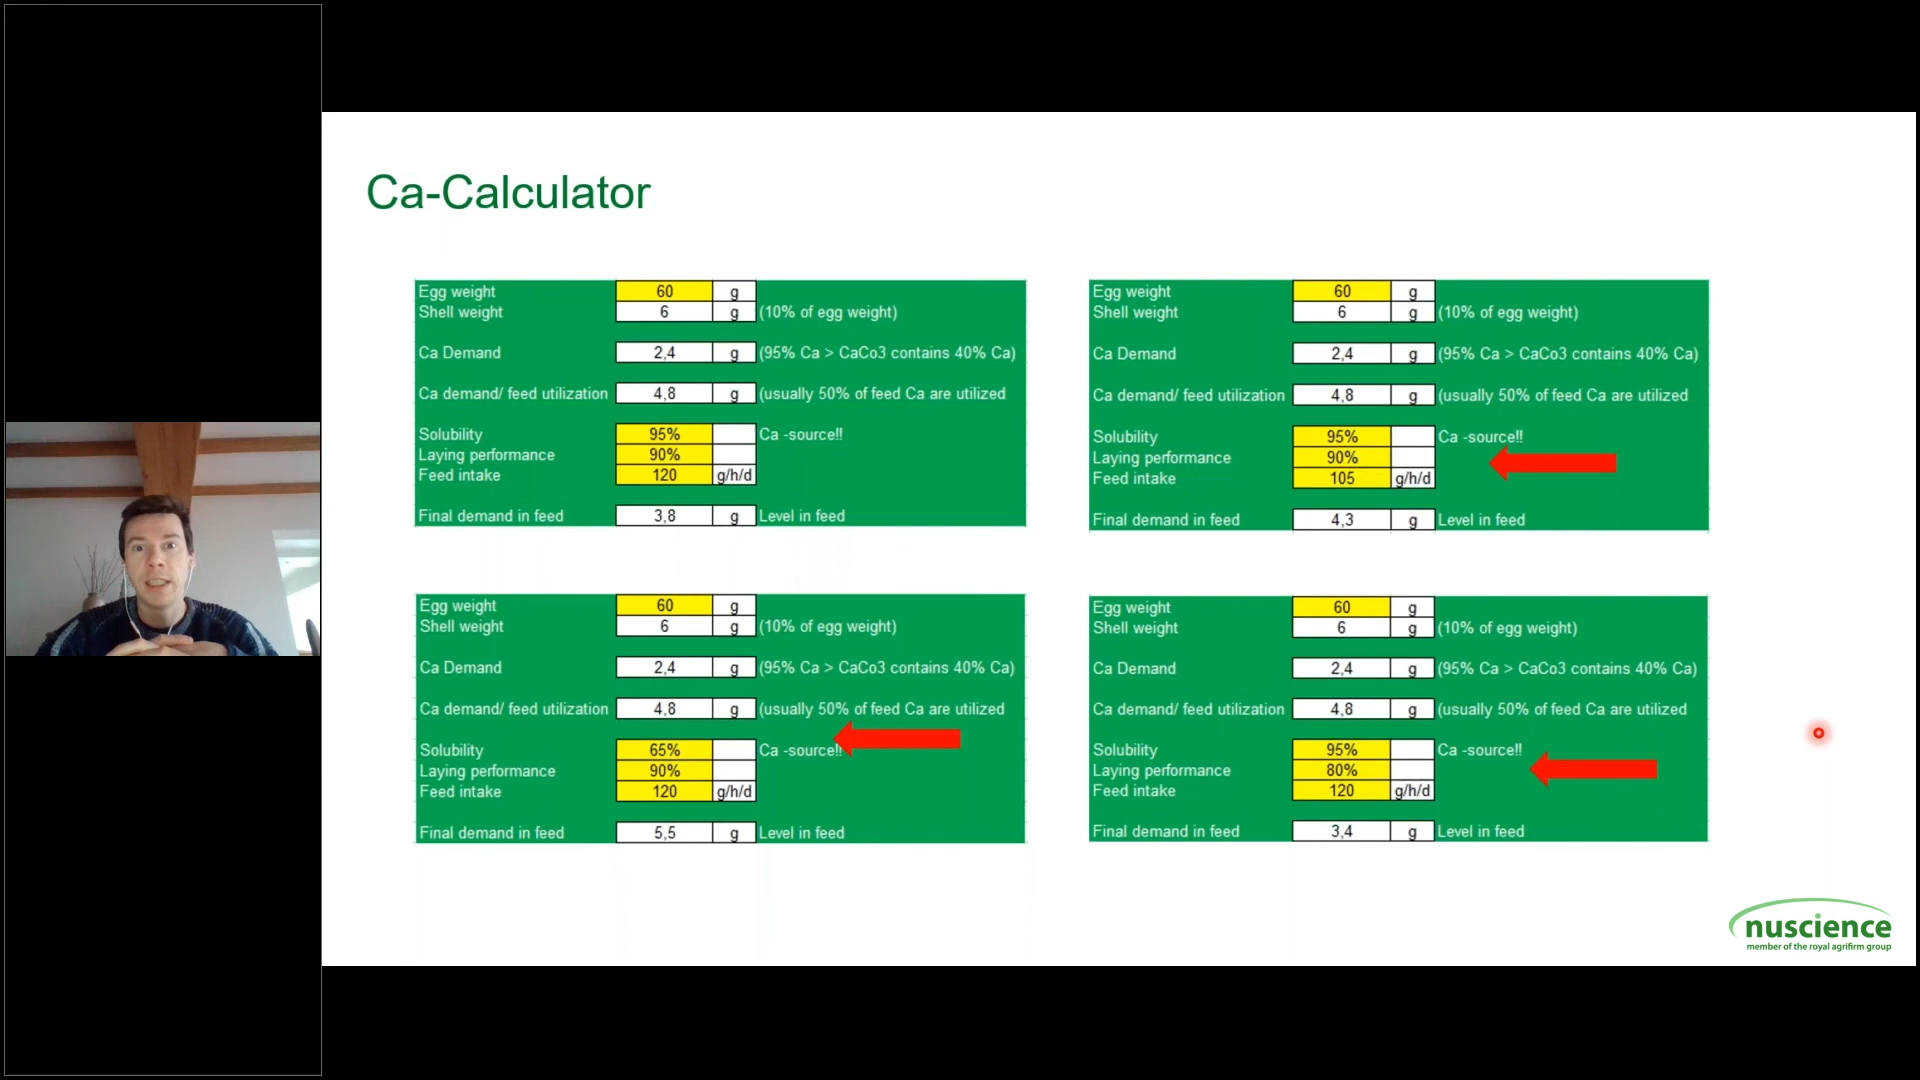 Ca-Calculator
Egg weight 60 g
Shell weight 6 g (10% of egg weight)
Ca Demand 2,4 g (95% Ca > CaCo3 contains 40% Ca)
Ca demand/ feed utilization 4,8 g (usually 50% of feed Ca are utilized
Solubility 95% Ca -source!!
Laying performance 90%
Feed intake 120 g/h/d
Final demand in feed 3,8 g Level in feed
Egg weight 60 g
Shell weight 6 g (10% of egg weight)
Ca Demand 2,4 g (95% Ca > CaCo3 contains 40% Ca)
Ca demand/ feed utilization 4,8 g (usually 50% of feed Ca are utilized
Solubility 95% Ca -source!!
Laying performance 90%
Feed intake 105 g/h/d
Final demand in feed 4,3 g Level in feed
Egg weight 60 g
Shell weight 6 g (10% of egg weight)
Ca Demand 2,4 g (95% Ca > CaCo3 contains 40% Ca)
Ca demand/ feed utilization 4,8 g (usually 50% of feed Ca are utilized
Solubility 65% Ca -source!!
Laying performance 90%
Feed intake 120 g/h/d
Final demand in feed 5,5 g Level in feed
Egg weight 60 g
Shell weight 6 g (10% of egg weight)
Ca Demand 2,4 g (95% Ca > CaCo3 contains 40% Ca)
Ca demand/ feed utilization 4,8 g (usually 50% of feed Ca are utilized
Solubility 95% Ca -source!!
Laying performance 80%
Feed intake 120 g/h/d
Final demand in feed 3,4 g Level in feed
nuscience
member of the royal agrifirm group